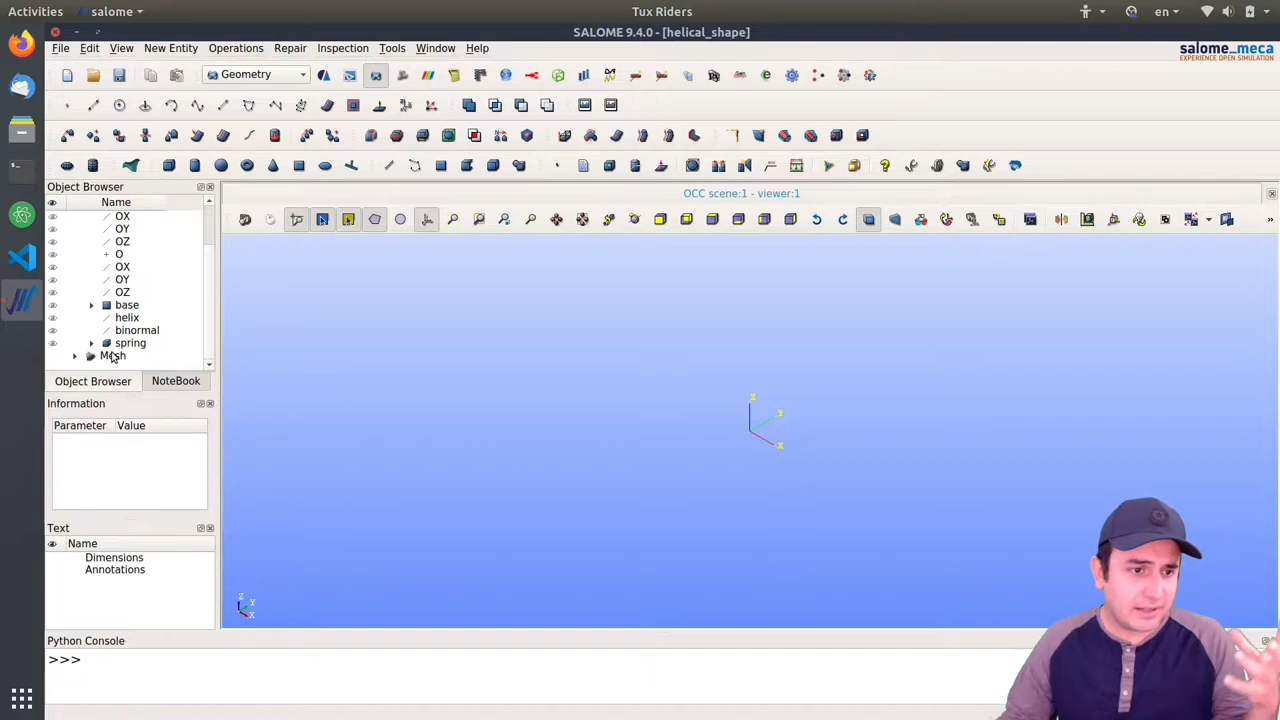 Activities salome Tux Riders en
SALOME 9.4.0 - [helical_shape]
File Edit View New Entity Operations Repair Inspection Tools Window Help
salome_meca
EXPERIENCE OPEN SIMULATION
Geometry
Object Browser
OCC scene:1 - viewer:1
Name
OX
OY
OZ
O
OX
OY
OZ
base
helix
binormal
spring
Mesh
Object Browser NoteBook
Information
Parameter Value
Text
Name
Dimensions
Annotations
Python Console
>>>
Z
Y
X
Z
Y
X